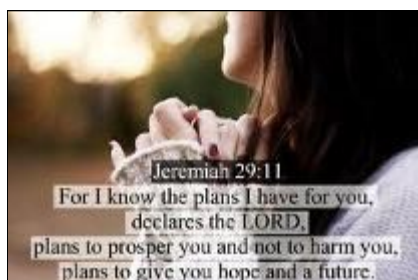 Jeremiah 29:11
For I know the plans I have for you,
declares the LORD,
plans to prosper you and not to harm you,
plans to give you hope and a future.